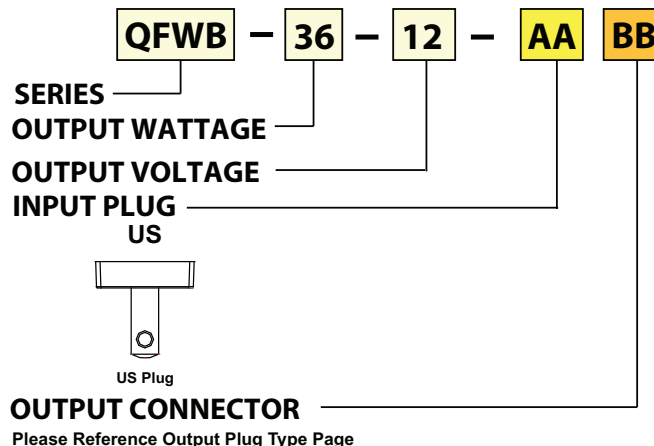 QFWB – 36 – 12 – AA BB
SERIES
OUTPUT WATTAGE
OUTPUT VOLTAGE
INPUT PLUG
US
US Plug
OUTPUT CONNECTOR
Please Reference Output Plug Type Page